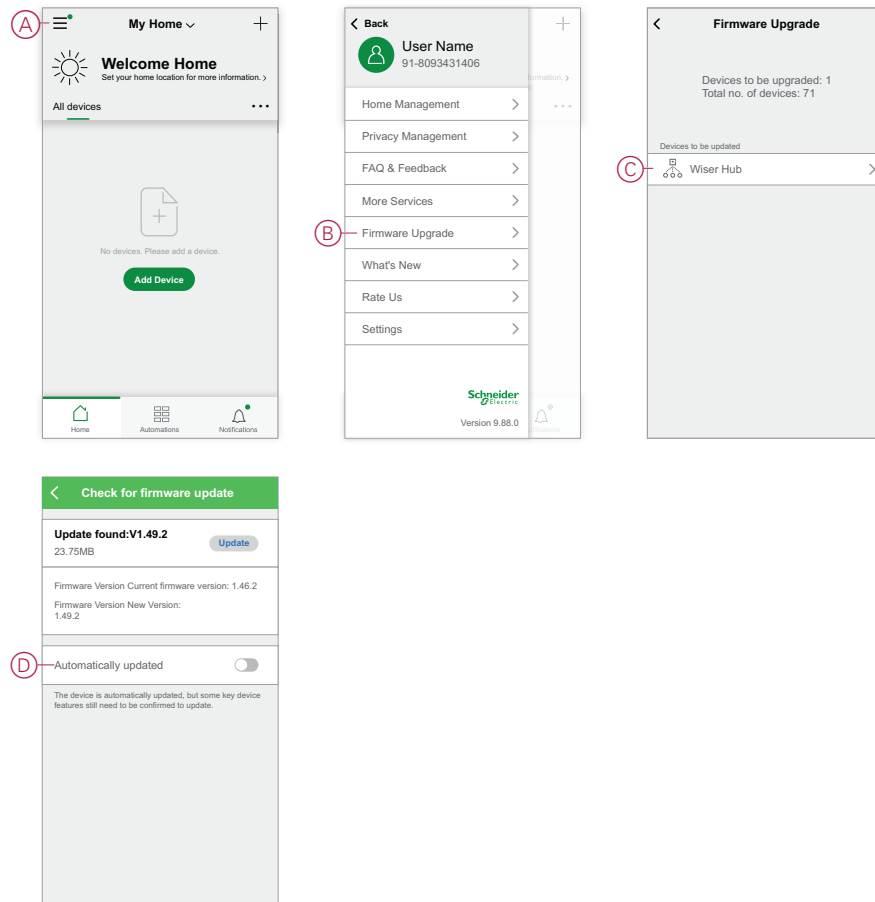 A
My Home
Welcome Home
Set your home location for more information.
All devices
No devices. Please add a device.
Add Device
Home
Automations
Notifications
Back
User Name
91-8093431406
Home Management
Privacy Management
FAQ & Feedback
More Services
B
Firmware Upgrade
What's New
Rate Us
Settings
Schneider
Electric
Version 9.88.0
Firmware Upgrade
Devices to be upgraded: 1
Total no. of devices: 71
Devices to be updated
C
Wiser Hub
Check for firmware update
Update found:V1.49.2
Update
23.75MB
Firmware Version Current firmware version: 1.46.2
Firmware Version New Version:
1.49.2
D
Automatically updated
The device is automatically updated, but some key device
features still need to be confirmed to update.